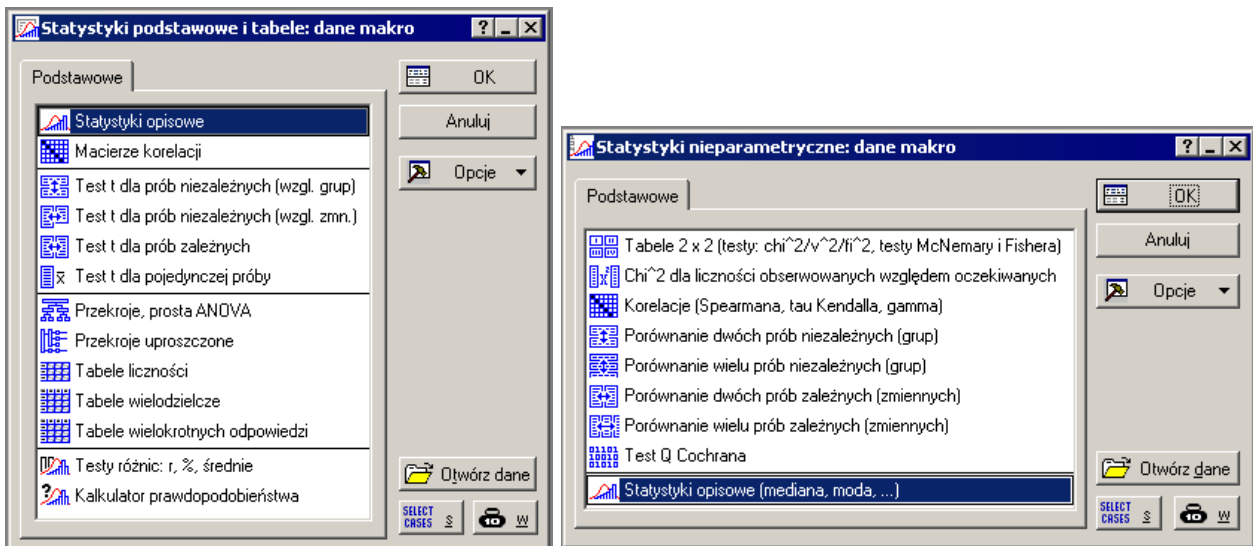 Statystyki podstawowe i tabele: dane makro
Podstawowe
Statystyki opisowe
Macierze korelacji
Test t dla prób niezależnych (wzgl. grup)
Test t dla prób niezależnych (wzgl. zmn.)
Test t dla prób zależnych
Test t dla pojedynczej próby
Przekroje, prosta ANOVA
Przekroje uproszczone
Tabele liczności
Tabele wielodzielcze
Tabele wielokrotnych odpowiedzi
Testy różnic: r, %, średnie
Kalkulator prawdopodobieństwa
OK
Anuluj
Opcje
Otwórz dane
SELECT CASES S
10 W
Statystyki nieparametryczne: dane makro
Podstawowe
Tabele 2 x 2 (testy: chi^2/v^2/fi^2, testy McNemary i Fishera)
Chi^2 dla liczności obserwowanych względem oczekiwanych
Korelacje (Spearmana, tau Kendalla, gamma)
Porównanie dwóch prób niezależnych (grup)
Porównanie wielu prób niezależnych (grup)
Porównanie dwóch prób zależnych (zmiennych)
Porównanie wielu prób zależnych (zmiennych)
Test Q Cochrana
Statystyki opisowe (mediana, moda, ...)
OK
Anuluj
Opcje
Otwórz dane
SELECT CASES S
10 W